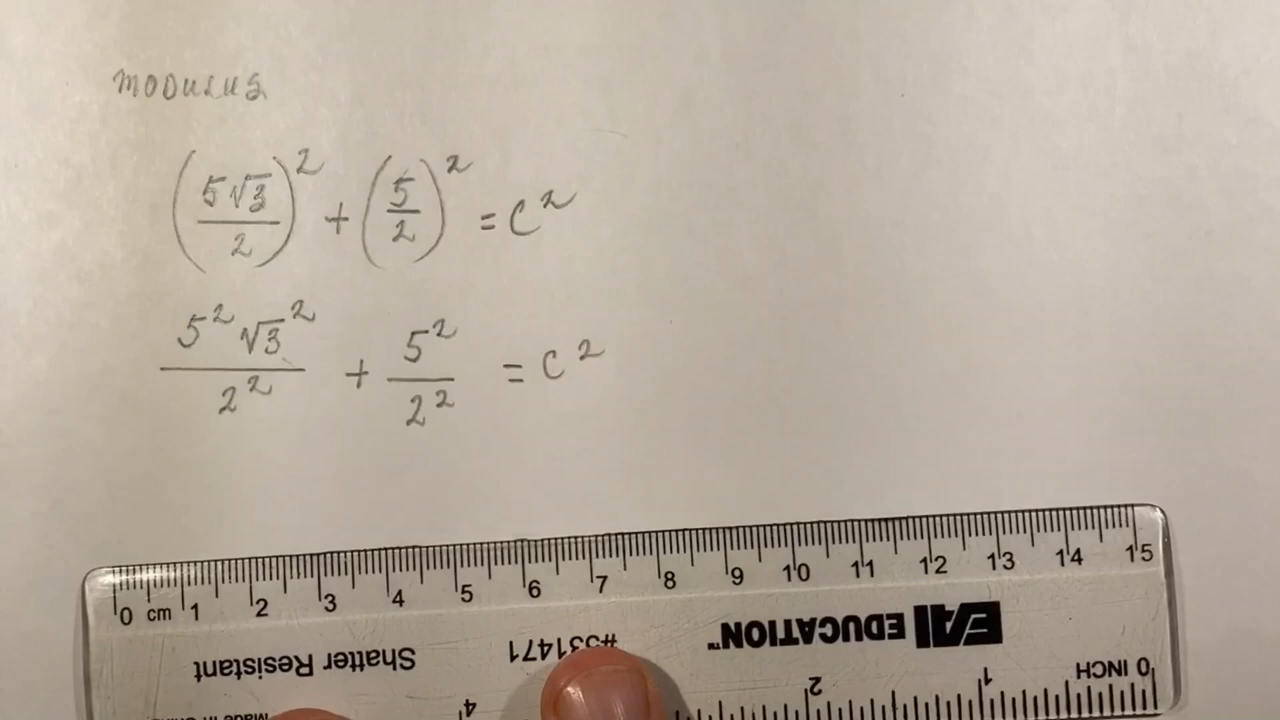 MODULUS
(5√3/2)² + (5/2)² = C²
5²√3²/2² + 5²/2² = C²
0 cm 1 2 3 4 5 6 7 8 9 10 11 12 13 14 15
Shatter Resistant #531471 EAI EDUCATION™
0 INCH 1 2 4